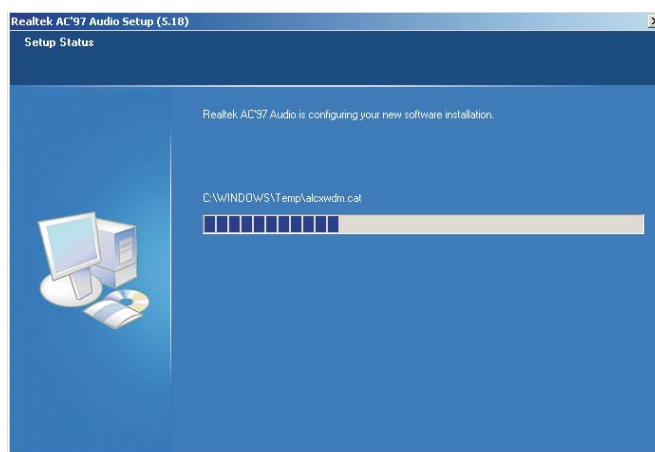 Realtek AC'97 Audio Setup (5.18)
Setup Status
Realtek AC'97 Audio is configuring your new software installation.
C:\WINDOWS\Temp\alcxwdm.cat